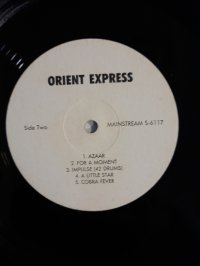 ORIENT EXPRESS
Side Two
MAINSTREAM S-6117
1. AZAAR
2. FOR A MOMENT
3. IMPULSE (42 DRUMS)
4. A LITTLE STAR
5. COBRA FEVER